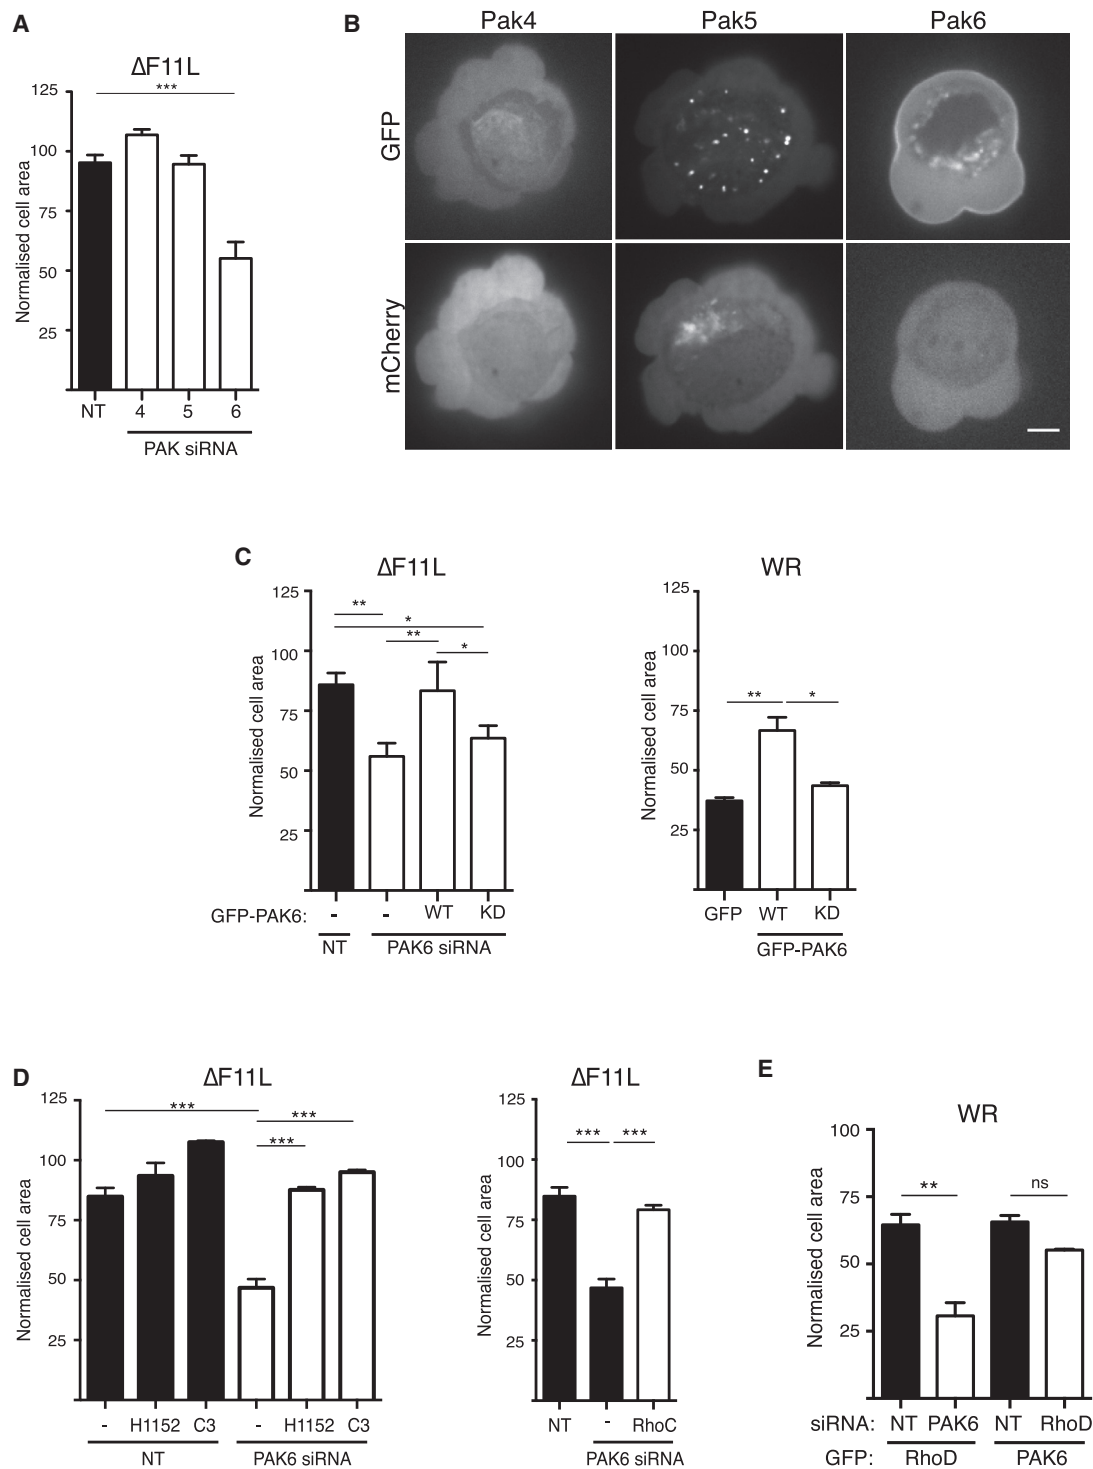 A
ΔF11L
***
125
100
75
50
25
Normalised cell area
NT 4 5 6
PAK siRNA
B
Pak4 Pak5 Pak6
GFP
mCherry
C
ΔF11L
**
*
**
*
125
100
75
50
25
Normalised cell area
GFP-PAK6: - - WT KD
NT PAK6 siRNA
WR
** *
125
100
75
50
25
Normalised cell area
GFP WT KD
GFP-PAK6
D
ΔF11L
***
***
***
125
100
75
50
25
Normalised cell area
- H1152 C3 - H1152 C3
NT PAK6 siRNA
ΔF11L
*** ***
125
100
75
50
25
Normalised cell area
NT - RhoC
PAK6 siRNA
E
WR
** ns
100
75
50
25
Normalised cell area
siRNA: NT PAK6 NT RhoD
GFP: RhoD PAK6